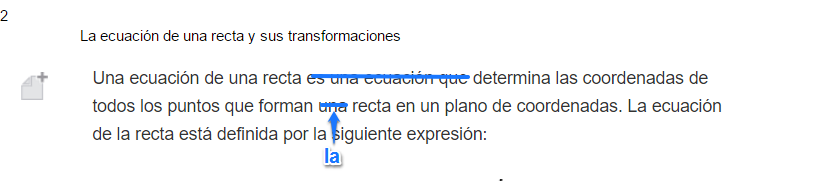 2
La ecuación de una recta y sus transformaciones
Una ecuación de una recta es una ecuación que determina las coordenadas de
todos los puntos que forman una recta en un plano de coordenadas. La ecuación
de la recta está definida por la siguiente expresión:
la